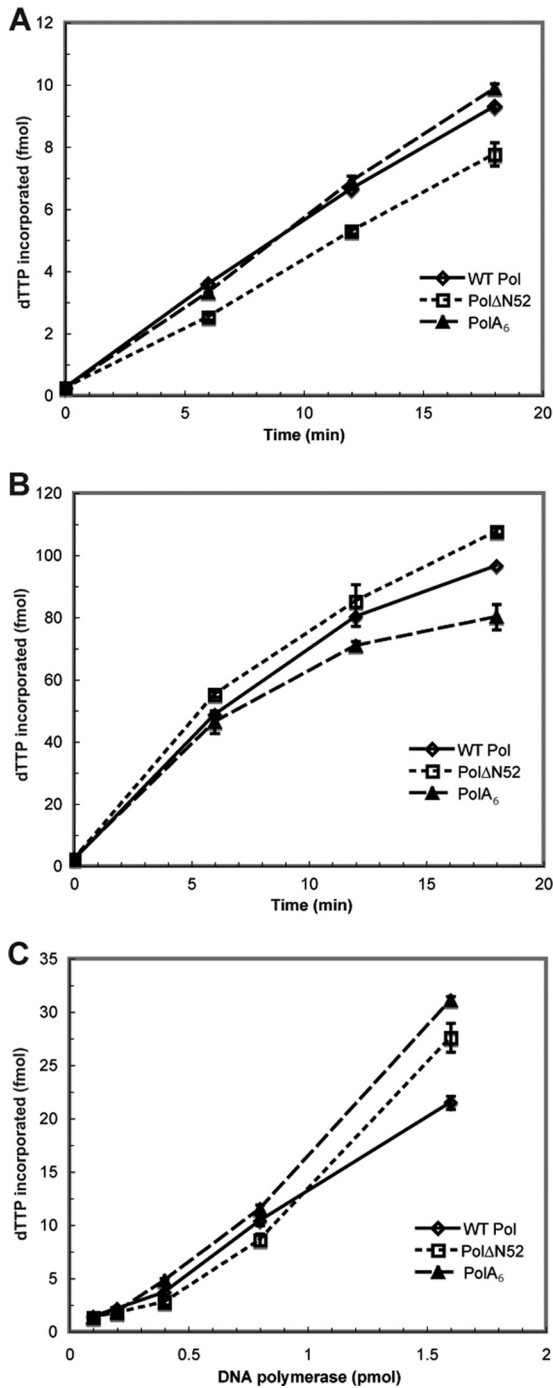 A
12
10
8
6
4
2
0
dTTP incorporated (fmol)
WT Pol
PolΔN52
PolA₆
0 5 10 15 20
Time (min)
B
120
100
80
60
40
20
0
dTTP incorporated (fmol)
WT Pol
PolΔN52
PolA₆
0 5 10 15 20
Time (min)
C
35
30
25
20
15
10
5
0
dTTP incorporated (fmol)
WT Pol
PolΔN52
PolA₆
0 0.5 1 1.5 2
DNA polymerase (pmol)